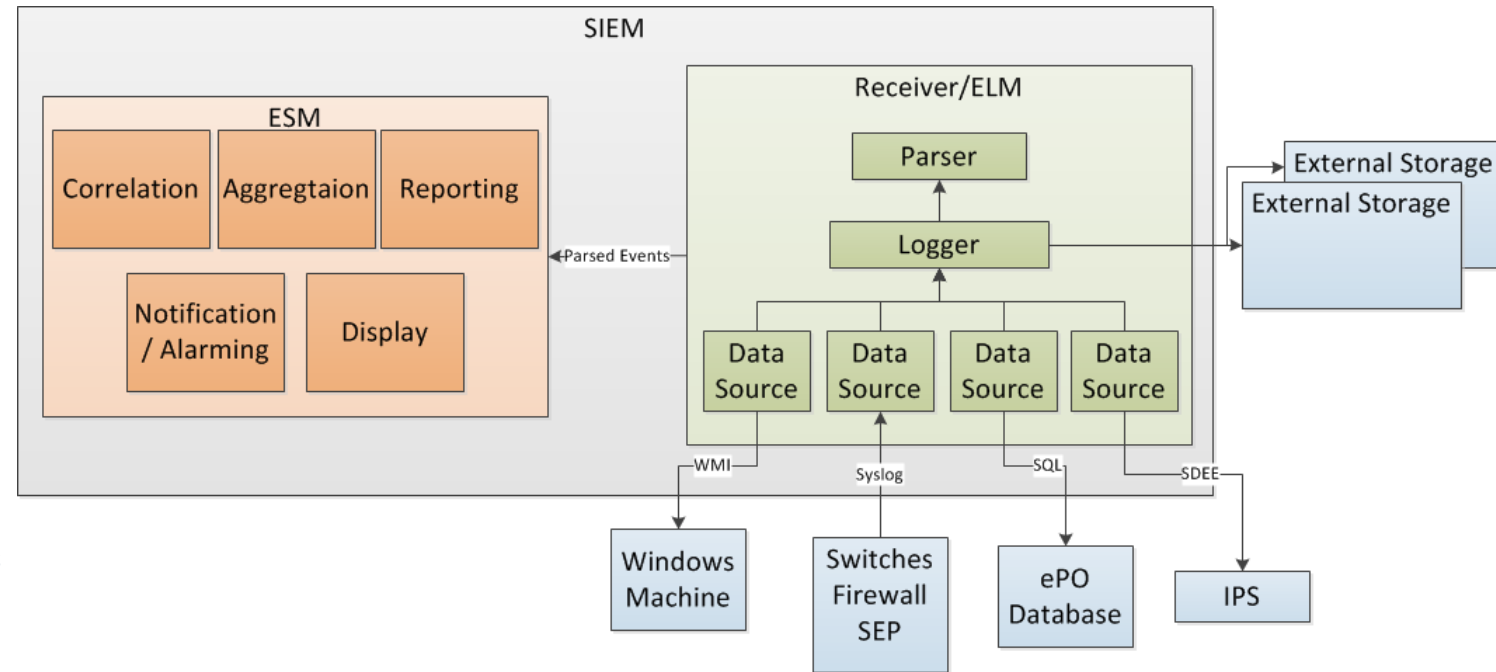 SIEM
ESM
Correlation
Aggregtaion
Reporting
Notification
/ Alarming
Display
Parsed Events
Receiver/ELM
Parser
Logger
Data
Source
Data
Source
Data
Source
Data
Source
External Storage
External Storage
WMI
Syslog
SQL
SDEE
Windows
Machine
Switches
Firewall
SEP
ePO
Database
IPS